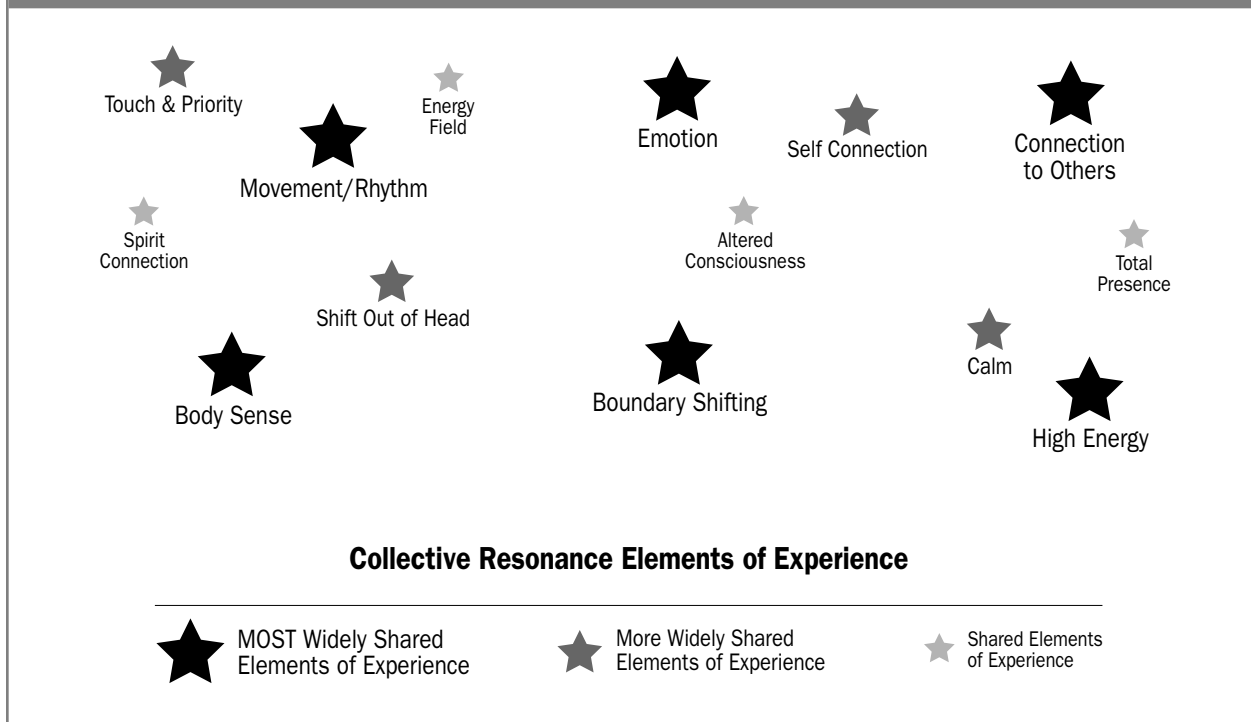 Touch & Priority
Energy
Field
Movement/Rhythm
Emotion
Self Connection
Connection
to Others
Spirit
Connection
Altered
Consciousness
Total
Presence
Shift Out of Head
Calm
Body Sense
Boundary Shifting
High Energy
Collective Resonance Elements of Experience
MOST Widely Shared
Elements of Experience
More Widely Shared
Elements of Experience
Shared Elements
of Experience